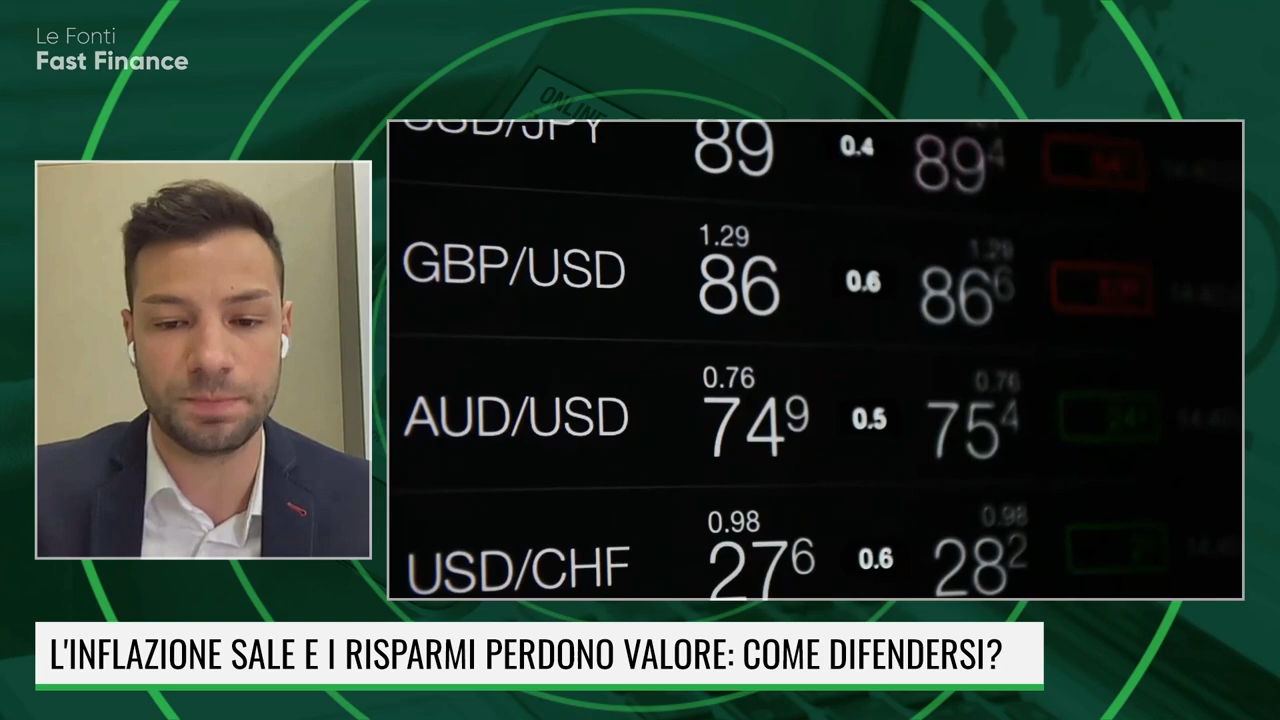 Le Fonti
Fast Finance
ONLINE
USD/JPY 89 0.4 89 4
GBP/USD 1.29 86 0.6 1.29 86 6
AUD/USD 0.76 74 9 0.5 0.76 75 4
USD/CHF 0.98 27 6 0.6 0.98 28 2
L'INFLAZIONE SALE E I RISPARMI PERDONO VALORE: COME DIFENDERSI?